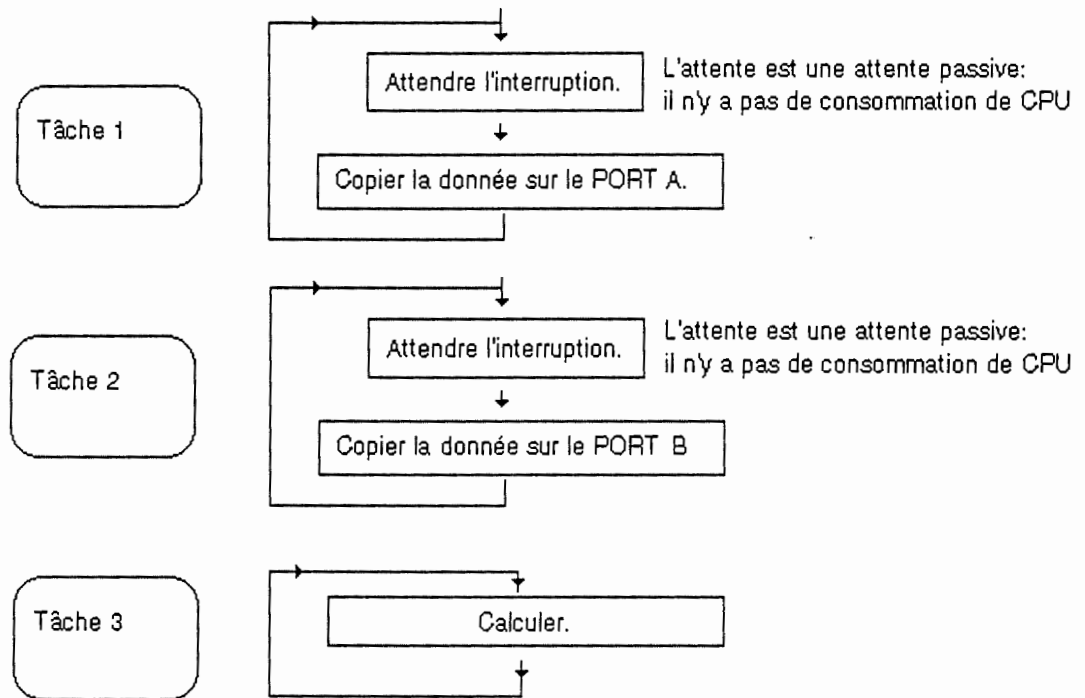 Attendre l'interruption.
L'attente est une attente passive:
il n'y a pas de consommation de CPU
Tâche 1
Copier la donnée sur le PORT A.
Attendre l'interruption.
L'attente est une attente passive:
il n'y a pas de consommation de CPU
Tâche 2
Copier la donnée sur le PORT B
Tâche 3
Calculer.